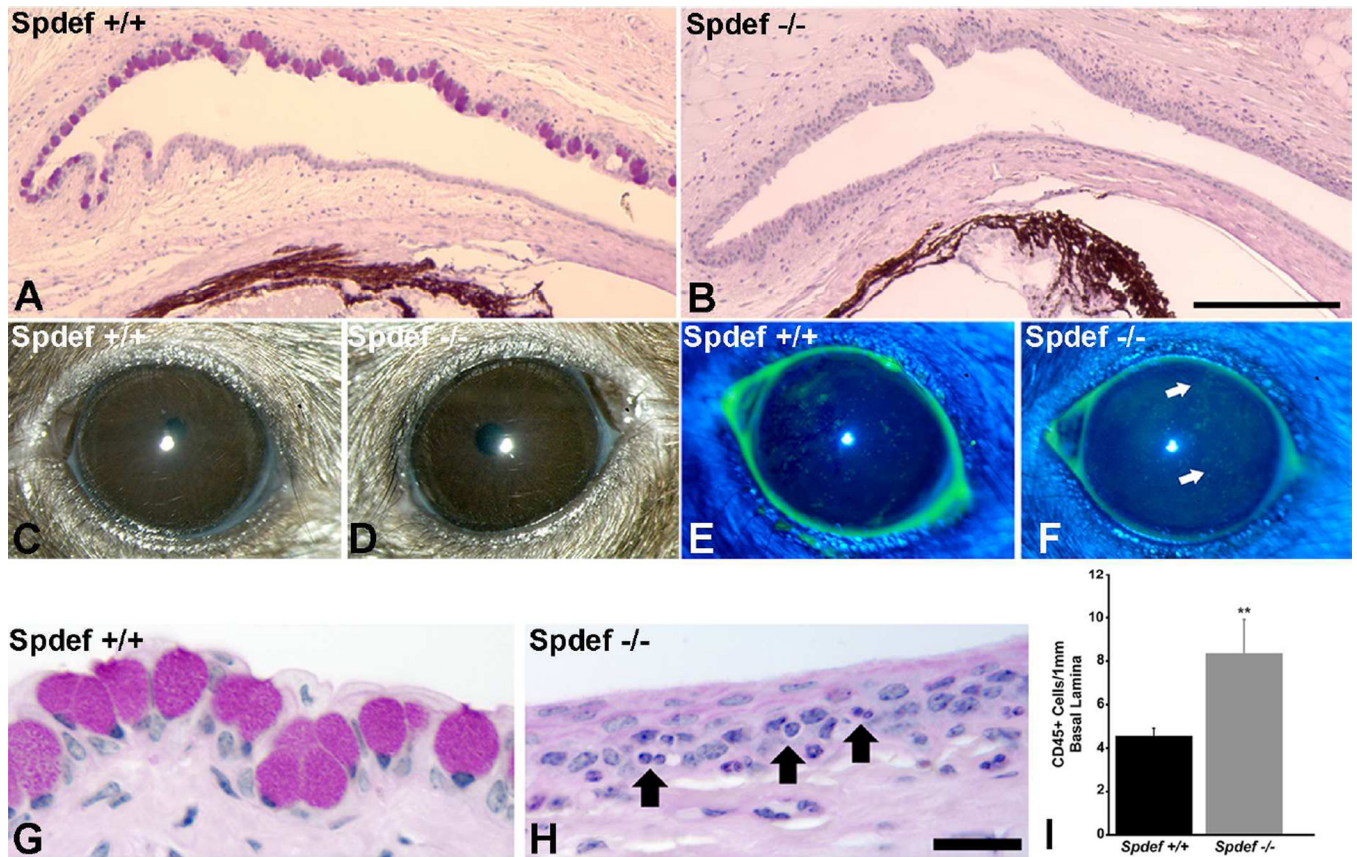 Spdef +/+
Spdef -/-
A
B
Spdef +/+
Spdef -/-
Spdef +/+
Spdef -/-
C
D
E
F
Spdef +/+
Spdef -/-
G
H
I
12
10
8
6
4
2
0
**
CD45+ Cells/1mm
Basal Lamina
Spdef +/+
Spdef -/-